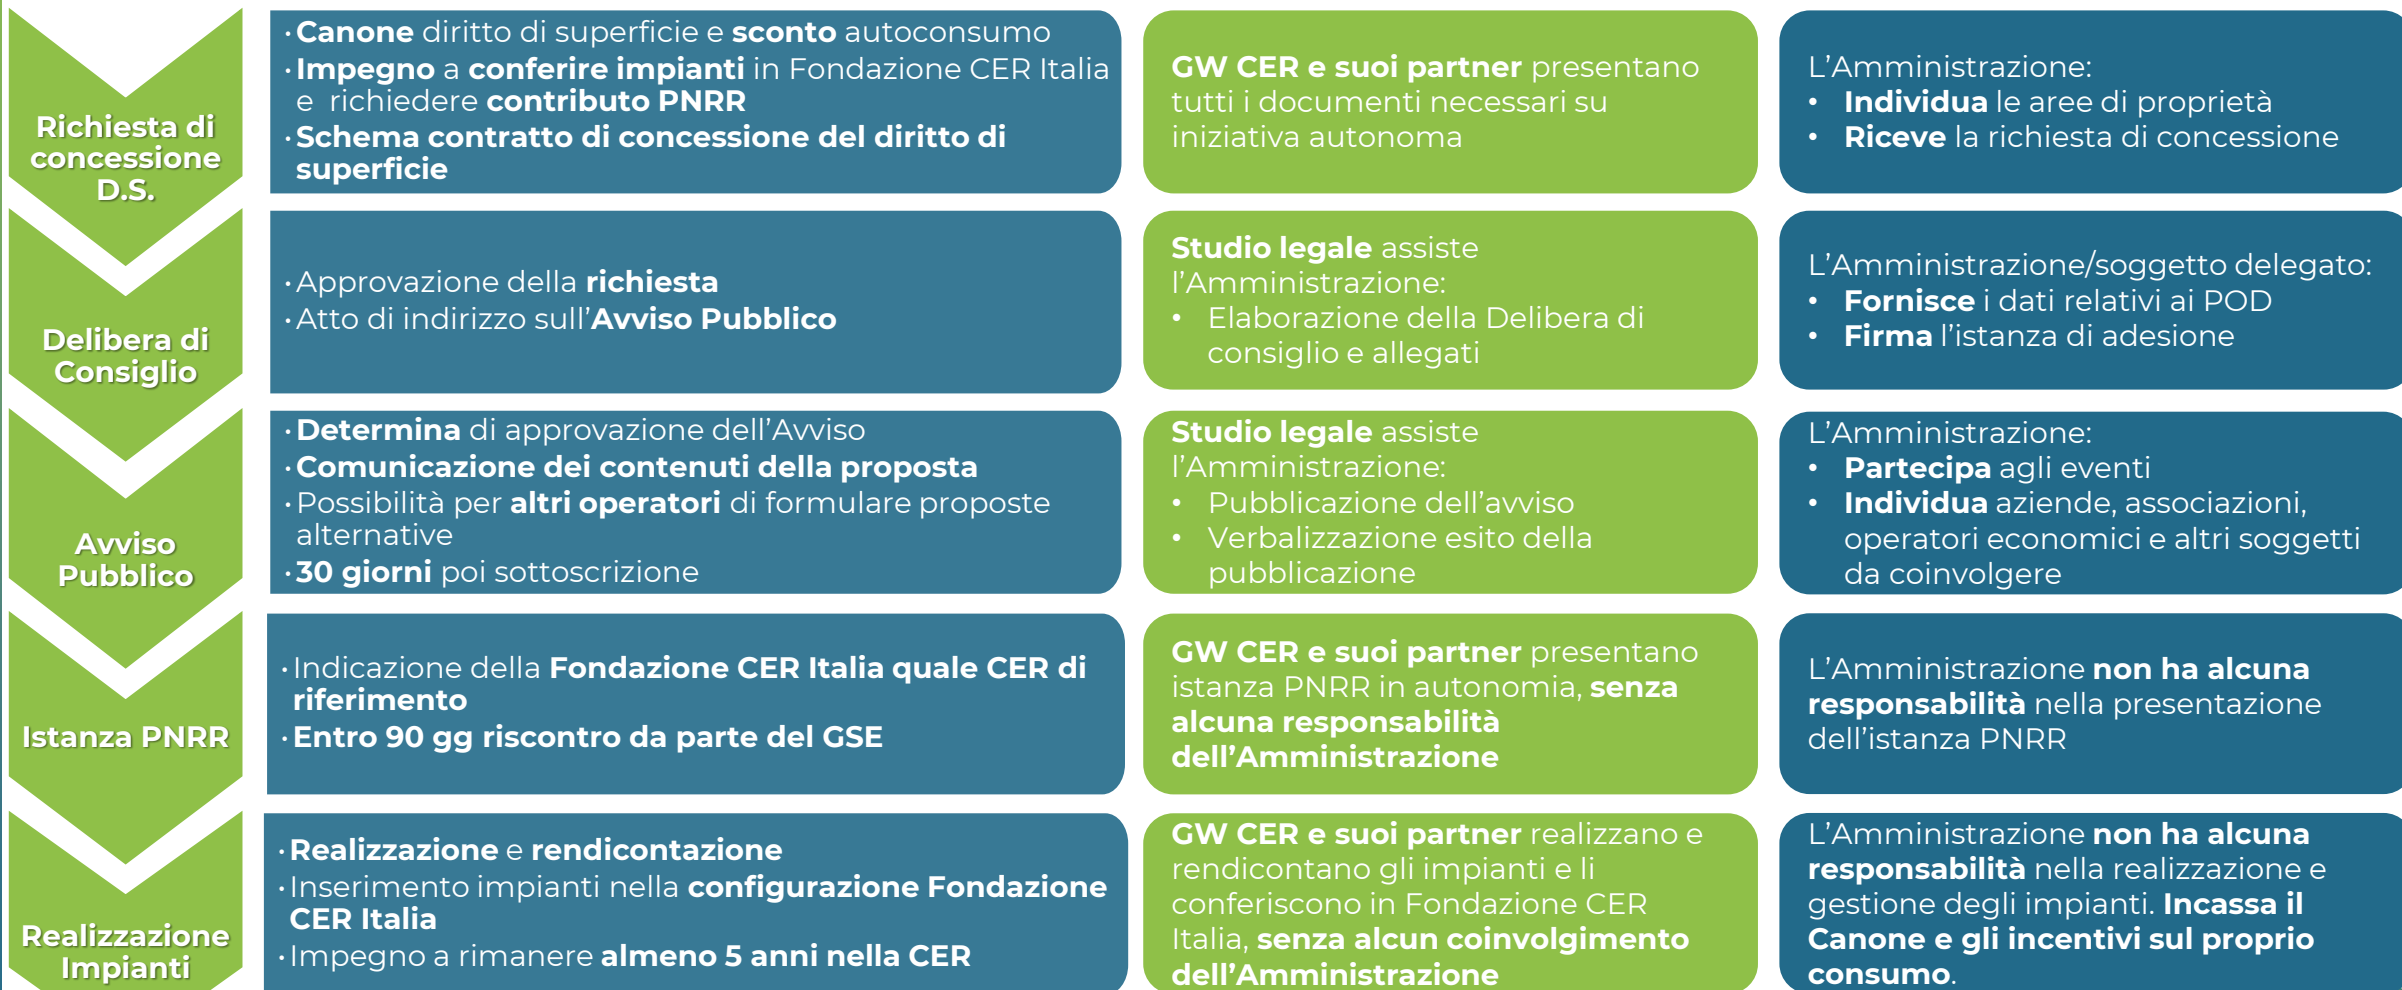 Richiesta di
concessione
D.S.
· Canone diritto di superficie e sconto autoconsumo
· Impegno a conferire impianti in Fondazione CER Italia
e richiedere contributo PNRR
· Schema contratto di concessione del diritto di
superficie
GW CER e suoi partner presentano
tutti i documenti necessari su
iniziativa autonoma
L’Amministrazione:
• Individua le aree di proprietà
• Riceve la richiesta di concessione
Delibera di
Consiglio
· Approvazione della richiesta
· Atto di indirizzo sull’Avviso Pubblico
Studio legale assiste
l’Amministrazione:
• Elaborazione della Delibera di
consiglio e allegati
L’Amministrazione/soggetto delegato:
• Fornisce i dati relativi ai POD
• Firma l’istanza di adesione
Avviso
Pubblico
· Determina di approvazione dell’Avviso
· Comunicazione dei contenuti della proposta
· Possibilità per altri operatori di formulare proposte
alternative
· 30 giorni poi sottoscrizione
Studio legale assiste
l’Amministrazione:
• Pubblicazione dell’avviso
• Verbalizzazione esito della
pubblicazione
L’Amministrazione:
• Partecipa agli eventi
• Individua aziende, associazioni,
operatori economici e altri soggetti
da coinvolgere
Istanza PNRR
· Indicazione della Fondazione CER Italia quale CER di
riferimento
· Entro 90 gg riscontro da parte del GSE
GW CER e suoi partner presentano
istanza PNRR in autonomia, senza
alcuna responsabilità
dell’Amministrazione
L’Amministrazione non ha alcuna
responsabilità nella presentazione
dell’istanza PNRR
Realizzazione
Impianti
· Realizzazione e rendicontazione
· Inserimento impianti nella configurazione Fondazione
CER Italia
· Impegno a rimanere almeno 5 anni nella CER
GW CER e suoi partner realizzano e
rendicontano gli impianti e li
conferiscono in Fondazione CER
Italia, senza alcun coinvolgimento
dell’Amministrazione
L’Amministrazione non ha alcuna
responsabilità nella realizzazione e
gestione degli impianti. Incassa il
Canone e gli incentivi sul proprio
consumo.